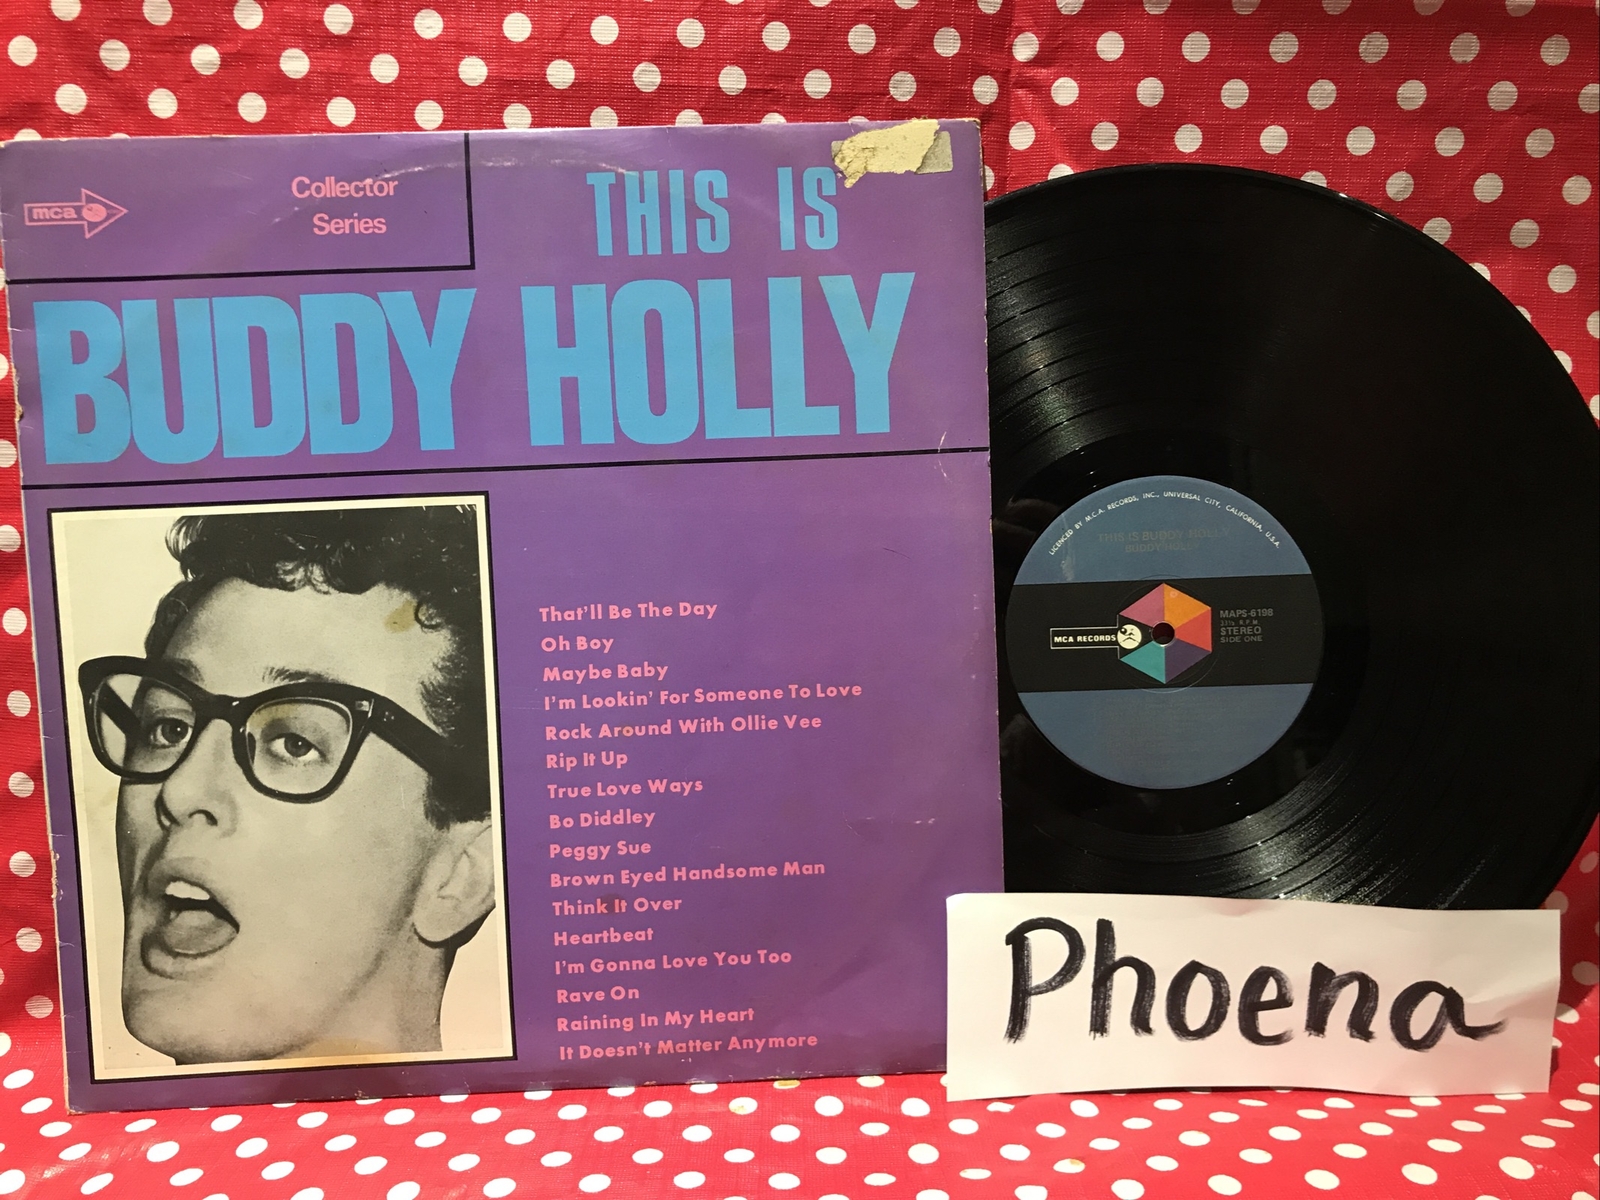 mca
Collector
Series
THIS IS
BUDDY HOLLY
That'll Be The Day
Oh Boy
Maybe Baby
I'm Lookin' For Someone To Love
Rock Around With Ollie Vee
Rip It Up
True Love Ways
Bo Diddley
Peggy Sue
Brown Eyed Handsome Man
Think It Over
Heartbeat
I'm Gonna Love You Too
Rave On
Raining In My Heart
It Doesn't Matter Anymore
LICENCED BY M.C.A. RECORDS, INC., UNIVERSAL CITY, CALIFORNIA, U.S.A.
THIS IS BUDDY HOLLY
BUDDY HOLLY
MCA RECORDS
MAPS-6198
33⅓ R.P.M.
STEREO
SIDE ONE
Phoena